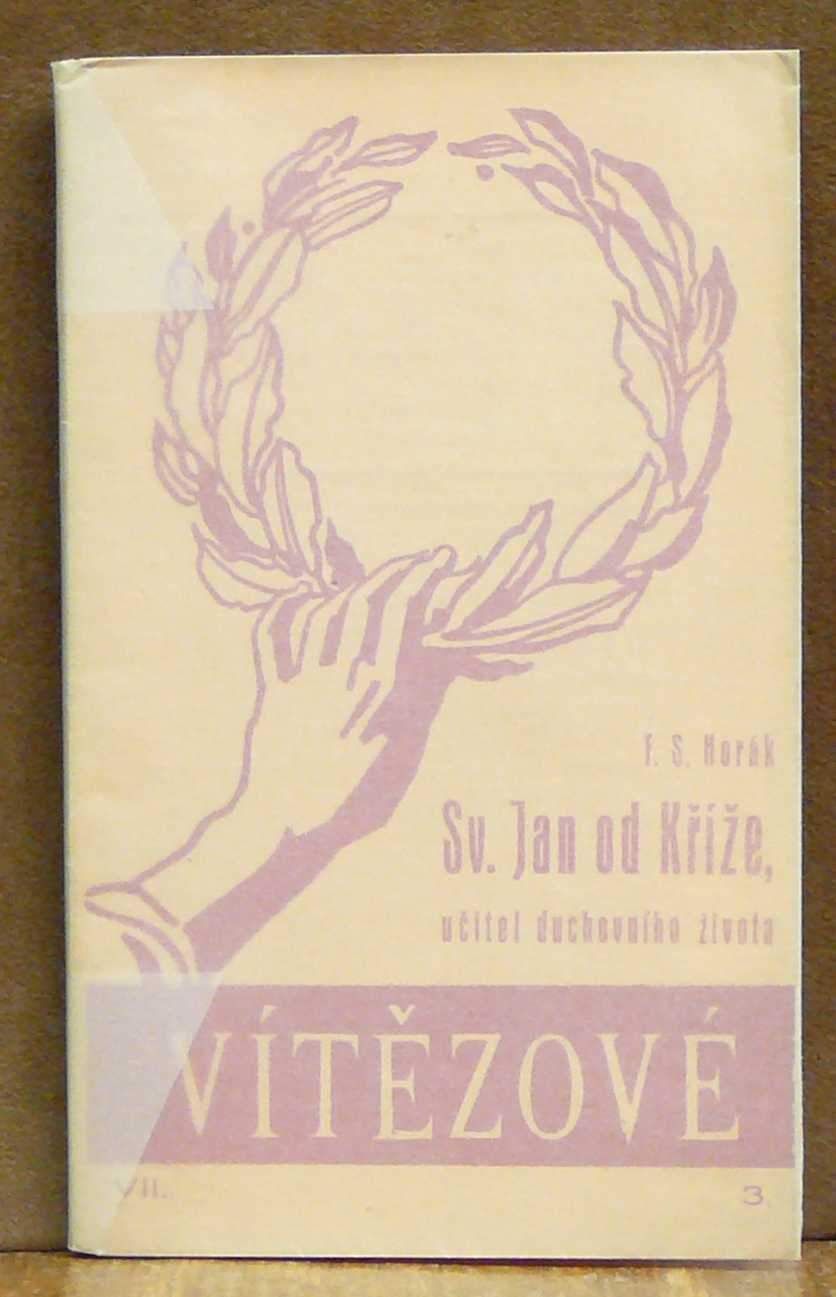 F. S. Horák
Sv. Jan od Kříže,
učitel duchovního života
VÍTĚZOVÉ
VII. 3.